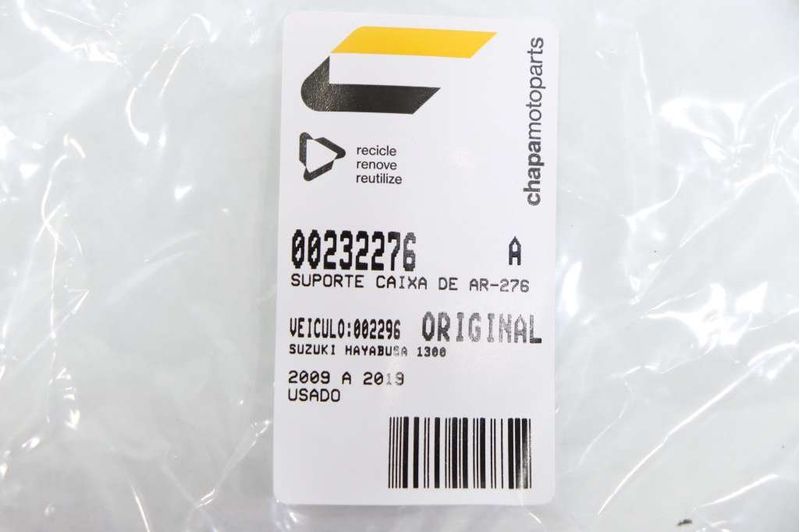 chapamotoparts
recicle
renove
reutilize
00232276 A
SUPORTE CAIXA DE AR-276
VEICULO:002296 ORIGINAL
SUZUKI HAYABUSA 1300
2009 A 2019
USADO